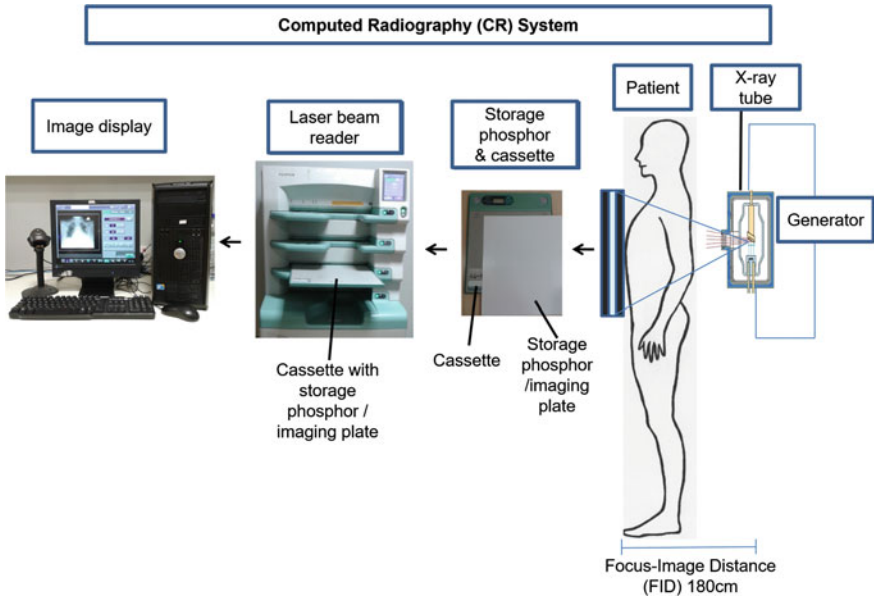 Computed Radiography (CR) System
Patient
X-ray
tube
Image display
Laser beam
reader
Storage
phosphor
& cassette
Generator
Cassette
Storage
phosphor
/imaging
plate
Cassette with
storage
phosphor /
imaging plate
Focus-Image Distance
(FID) 180cm